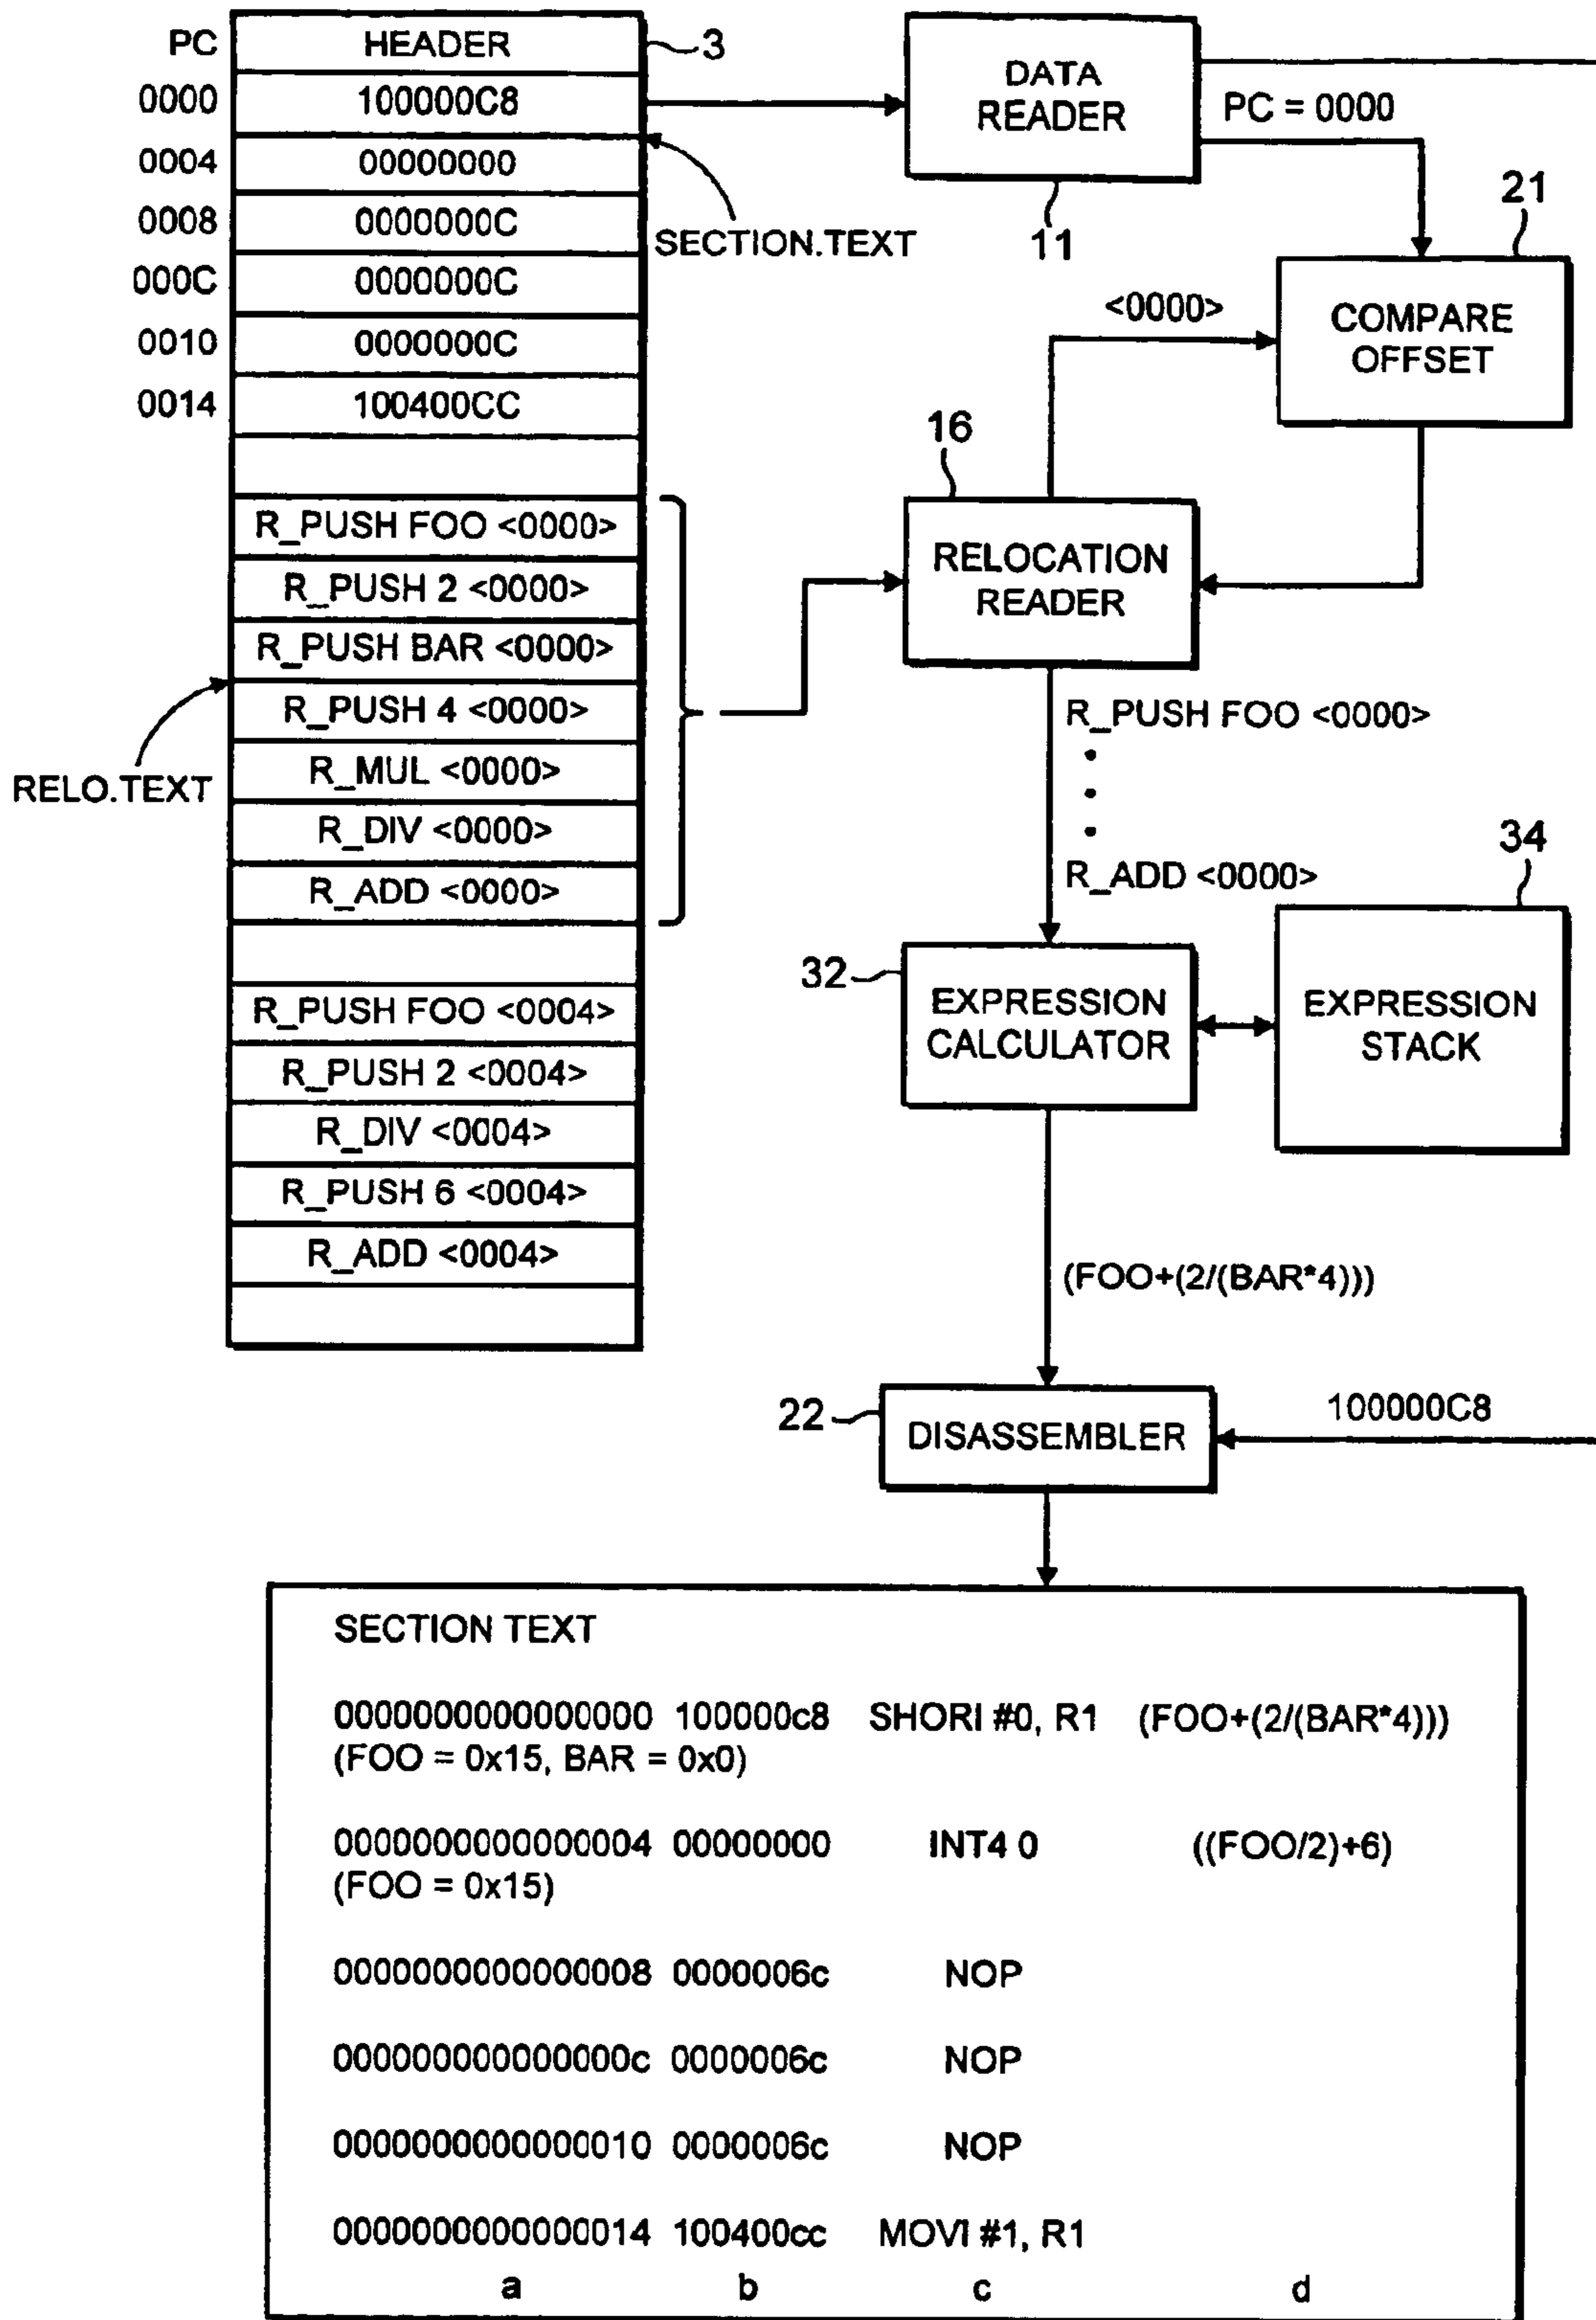 PC HEADER 3
0000 100000C8
0004 00000000
0008 0000000C
000C 0000000C
0010 0000000C
0014 100400CC
SECTION.TEXT
R_PUSH FOO <0000>
R_PUSH 2 <0000>
R_PUSH BAR <0000>
R_PUSH 4 <0000>
R_MUL <0000>
R_DIV <0000>
R_ADD <0000>
RELO.TEXT
R_PUSH FOO <0004>
R_PUSH 2 <0004>
R_DIV <0004>
R_PUSH 6 <0004>
R_ADD <0004>
DATA
READER
11
PC = 0000
21
COMPARE
OFFSET
<0000>
16
RELOCATION
READER
R_PUSH FOO <0000>
R_ADD <0000>
34
32
EXPRESSION
CALCULATOR
EXPRESSION
STACK
(FOO+(2/(BAR*4)))
22
DISASSEMBLER
100000C8
SECTION TEXT
0000000000000000 100000c8 SHORI #0, R1 (FOO+(2/(BAR*4)))
(FOO = 0x15, BAR = 0x0)
0000000000000004 00000000 INT4 0 ((FOO/2)+6)
(FOO = 0x15)
0000000000000008 0000006c NOP
000000000000000c 0000006c NOP
0000000000000010 0000006c NOP
0000000000000014 100400cc MOVI #1, R1
a b c d